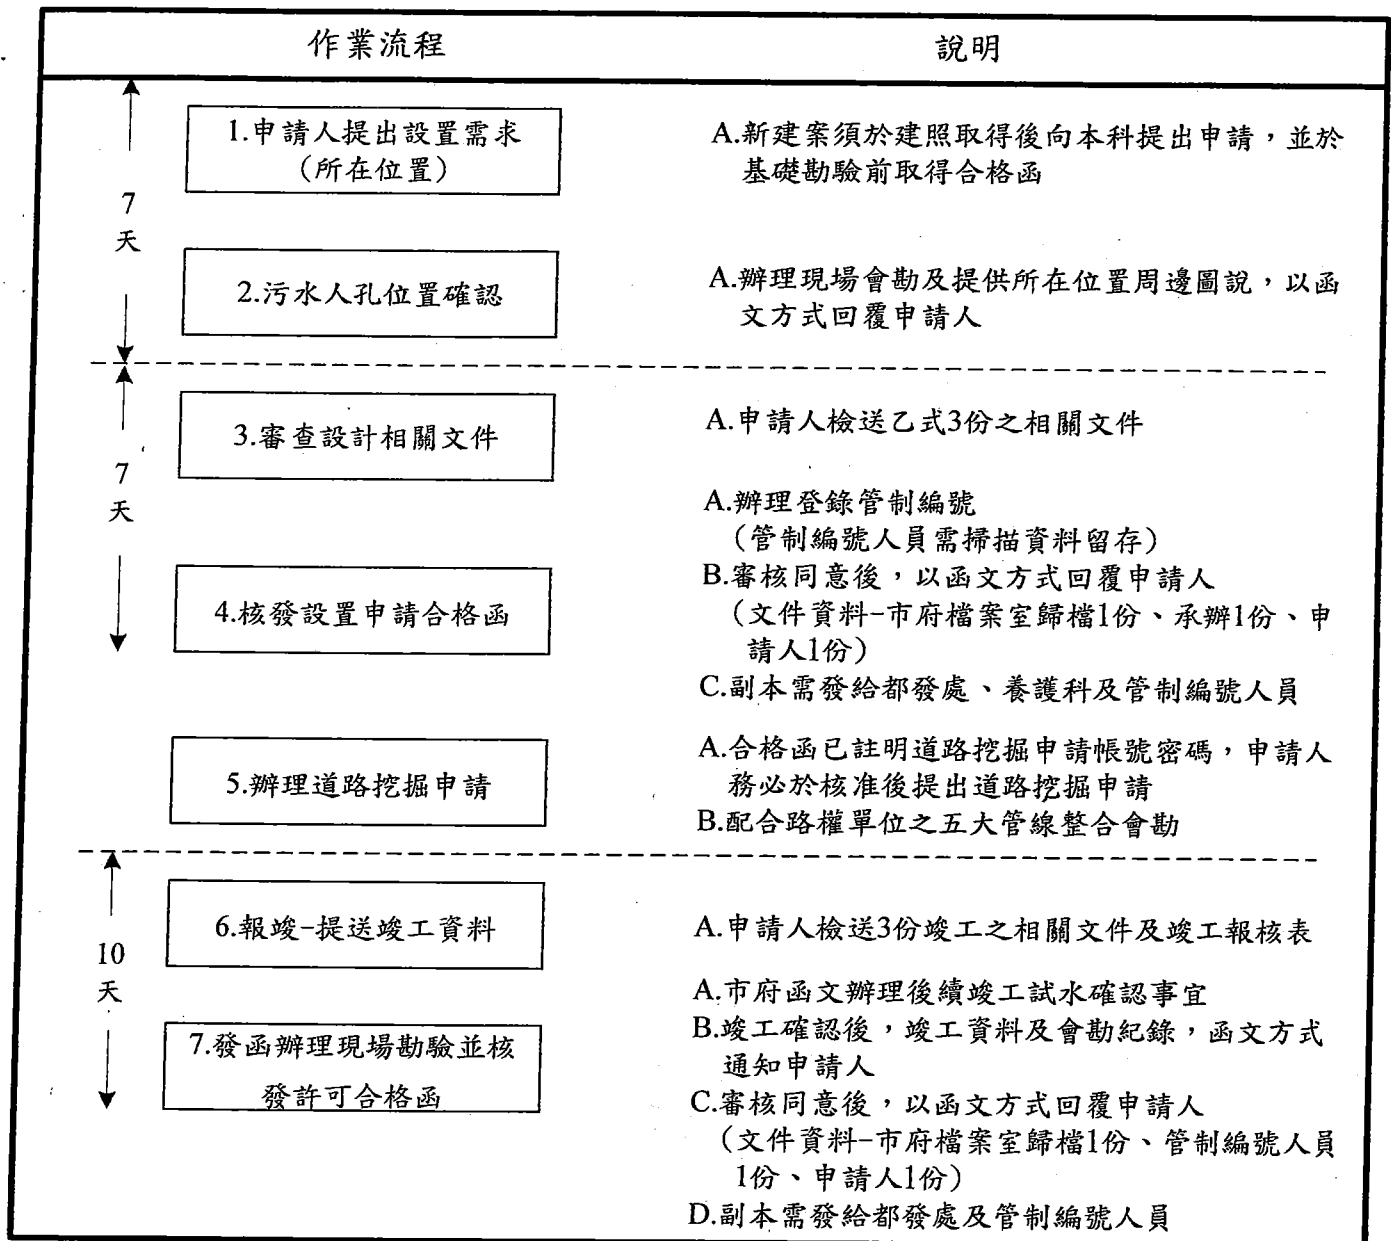 作業流程
說明
7
天
1.申請人提出設置需求
(所在位置)
A.新建案須於建照取得後向本科提出申請，並於
基礎勘驗前取得合格函
2.污水人孔位置確認
A.辦理現場會勘及提供所在位置周邊圖說，以函
文方式回覆申請人
7
天
3.審查設計相關文件
A.申請人檢送乙式3份之相關文件
4.核發設置申請合格函
A.辦理登錄管制編號
(管制編號人員需掃描資料留存)
B.審核同意後，以函文方式回覆申請人
(文件資料-市府檔案室歸檔1份、承辦1份、申
請人1份)
C.副本需發給都發處、養護科及管制編號人員
5.辦理道路挖掘申請
A.合格函已註明道路挖掘申請帳號密碼，申請人
務必於核准後提出道路挖掘申請
B.配合路權單位之五大管線整合會勘
10
天
6.報竣-提送竣工資料
A.申請人檢送3份竣工之相關文件及竣工報核表
7.發函辦理現場勘驗並核
發許可合格函
A.市府函文辦理後續竣工試水確認事宜
B.竣工確認後，竣工資料及會勘紀錄，函文方式
通知申請人
C.審核同意後，以函文方式回覆申請人
(文件資料-市府檔案室歸檔1份、管制編號人員
1份、申請人1份)
D.副本需發給都發處及管制編號人員